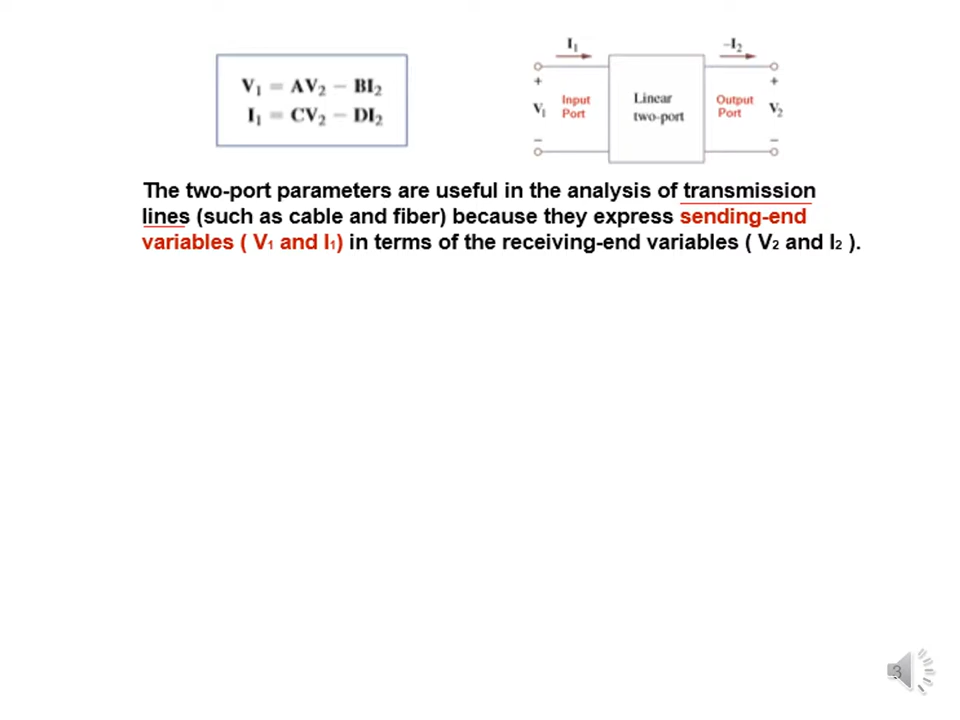 V₁ = AV₂ − BI₂
I₁ = CV₂ − DI₂
I₁
−I₂
+
+
V₁
Input
Port
Linear
two-port
Output
Port
V₂
−
−
The two-port parameters are useful in the analysis of transmission
lines (such as cable and fiber) because they express sending-end
variables ( V₁ and I₁) in terms of the receiving-end variables ( V₂ and I₂ ).
3